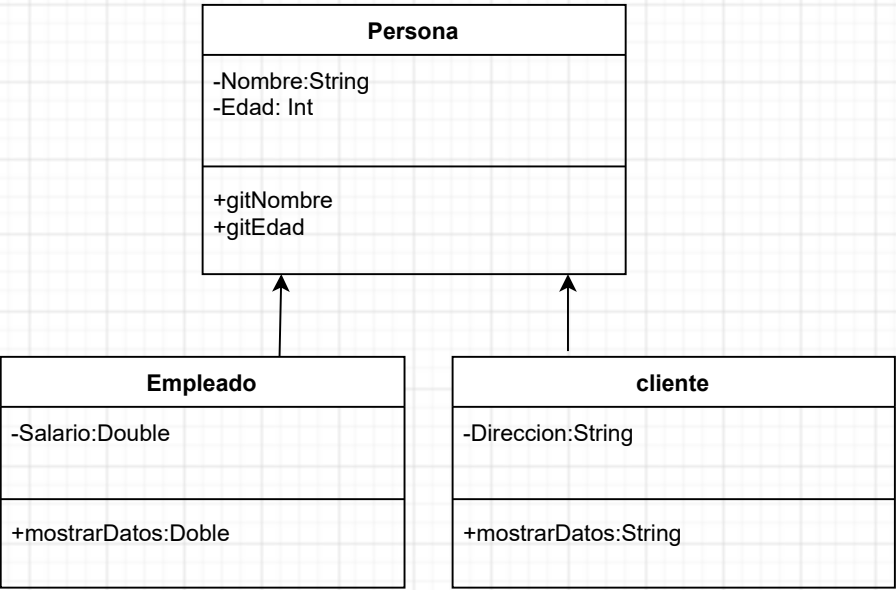 Persona
-Nombre:String
-Edad: Int
+gitNombre
+gitEdad
Empleado
-Salario:Double
+mostrarDatos:Doble
cliente
-Direccion:String
+mostrarDatos:String